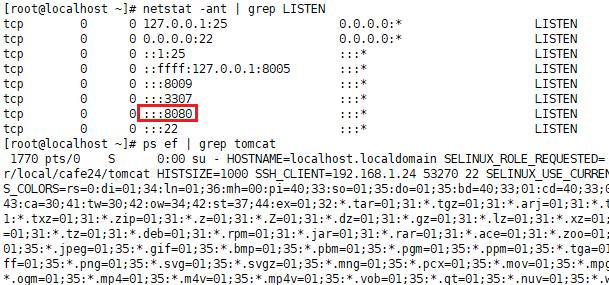 [root@localhost ~]# netstat -ant | grep LISTEN
tcp 0 0 127.0.0.1:25 0.0.0.0:* LISTEN
tcp 0 0 0.0.0.0:22 0.0.0.0:* LISTEN
tcp 0 0 ::1:25 :::* LISTEN
tcp 0 0 ::ffff:127.0.0.1:8005 :::* LISTEN
tcp 0 0 :::8009 :::* LISTEN
tcp 0 0 :::3307 :::* LISTEN
tcp 0 0 :::8080 :::* LISTEN
tcp 0 0 :::22 :::* LISTEN
[root@localhost ~]# ps ef | grep tomcat
1770 pts/0 S 0:00 su - HOSTNAME=localhost.localdomain SELINUX_ROLE_REQUESTED=
r/local/cafe24/tomcat HISTSIZE=1000 SSH_CLIENT=192.168.1.24 53270 22 SELINUX_USE_CURREN
S_COLORS=rs=0:di=01;34:ln=01;36:mh=00:pi=40;33:so=01;35:do=01;35:bd=40;33;01:cd=40;33;0
43:ca=30;41:tw=30;42:ow=34;42:st=37;44:ex=01;32:*.tar=01;31:*.tgz=01;31:*.arj=01;31:*.t
1:*.txz=01;31:*.zip=01;31:*.z=01;31:*.Z=01;31:*.dz=01;31:*.gz=01;31:*.lz=01;31:*.xz=01;
=01;31:*.tz=01;31:*.deb=01;31:*.rpm=01;31:*.jar=01;31:*.rar=01;31:*.ace=01;31:*.zoo=01;
01;35:*.jpeg=01;35:*.gif=01;35:*.bmp=01;35:*.pbm=01;35:*.pgm=01;35:*.ppm=01;35:*.tga=01
ff=01;35:*.png=01;35:*.svg=01;35:*.svgz=01;35:*.mng=01;35:*.pcx=01;35:*.mov=01;35:*.mpg
*.ogm=01;35:*.mp4=01;35:*.m4v=01;35:*.mp4v=01;35:*.vob=01;35:*.qt=01;35:*.nuv=01;35:*.w